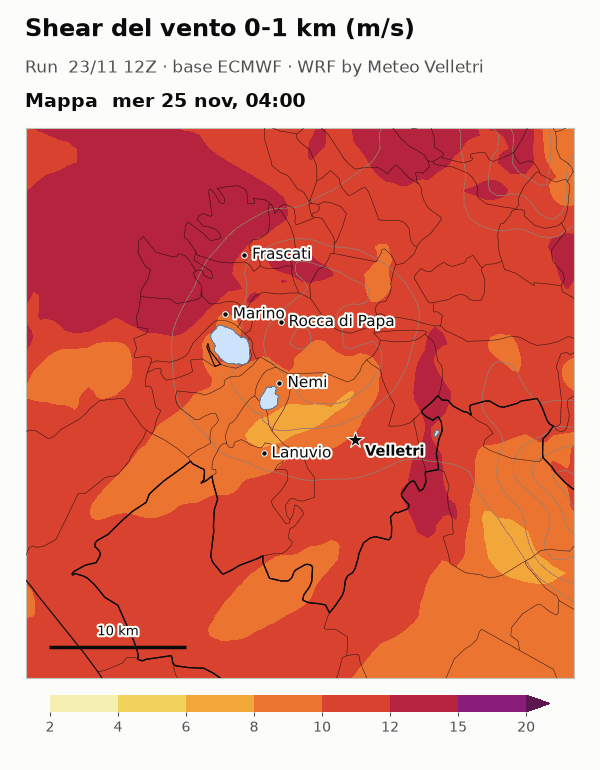 Shear del vento 0-1 km (m/s)
Run  23/11 12Z · base ECMWF · WRF by Meteo Velletri
Mappa  mer 25 nov, 04:00
Frascati
Marino
Rocca di Papa
Nemi
Velletri
Lanuvio
10 km
2 4 6 8 10 12 15 20